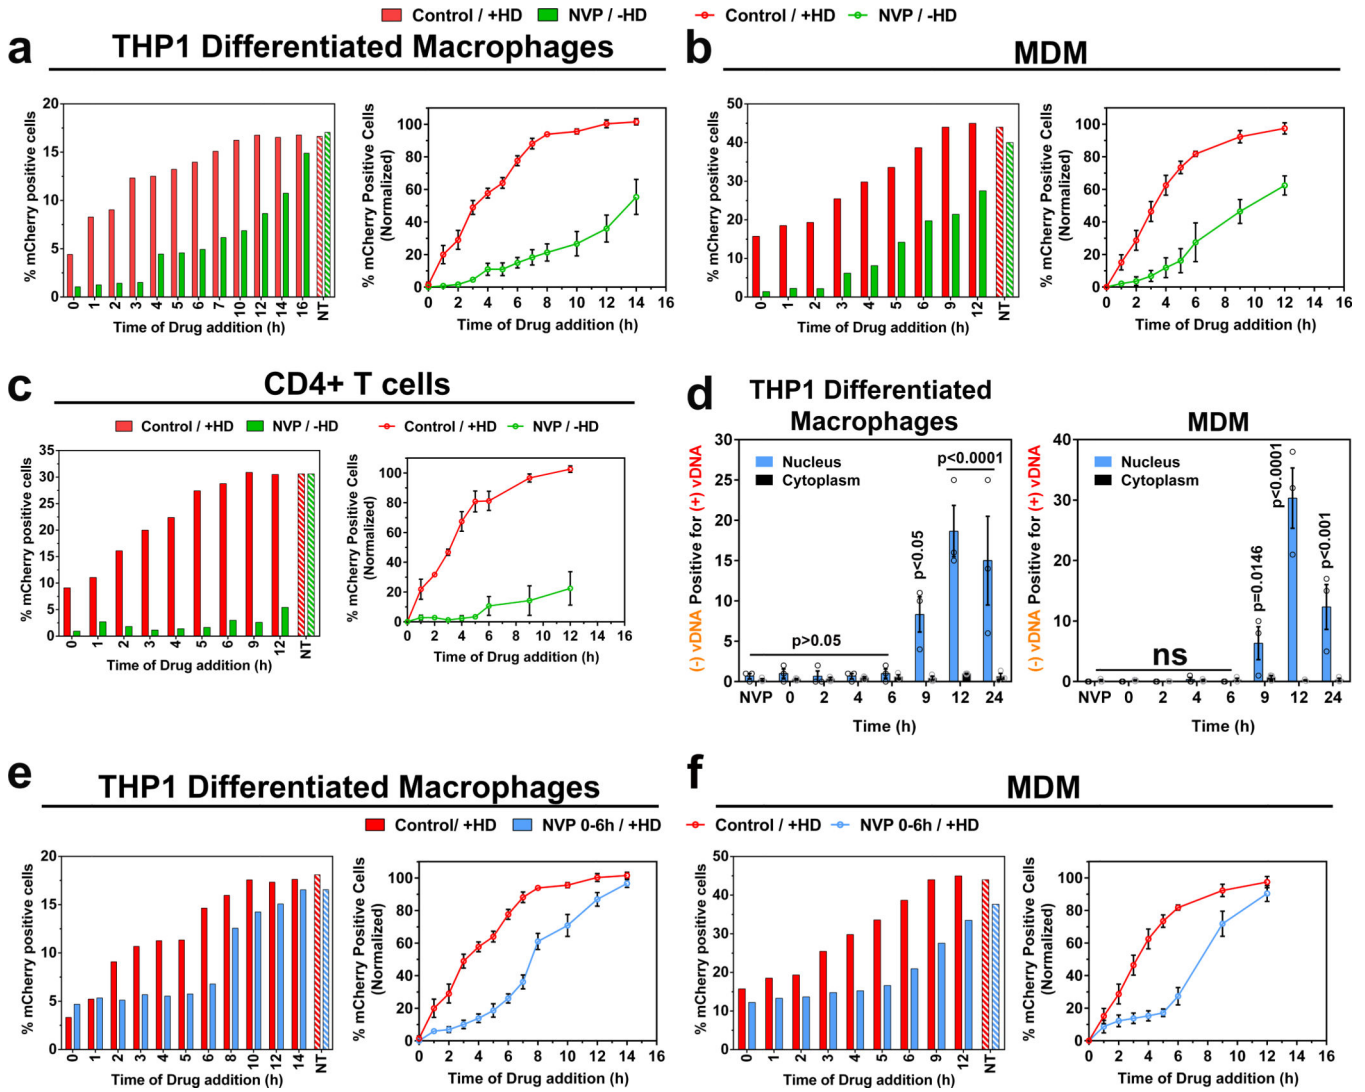 Control / +HD NVP / -HD Control / +HD NVP / -HD
a THP1 Differentiated Macrophages
% mCherry positive cells
20
15
10
5
0
0 1 2 3 4 5 6 7 10 12 14 16 NT
Time of Drug addition (h)
% mCherry Positive Cells
(Normalized)
100
80
60
40
20
0
0 2 4 6 8 10 12 14 16
Time of Drug addition (h)
b MDM
% mCherry positive cells
50
40
30
20
10
0
0 1 2 3 4 5 6 9 12 NT
Time of Drug addition (h)
% mCherry Positive Cells
(Normalized)
100
80
60
40
20
0
0 2 4 6 8 10 12 14 16
Time of Drug addition (h)
c CD4+ T cells
Control / +HD NVP / -HD Control / +HD NVP / -HD
% mCherry positive cells
35
30
25
20
15
10
5
0
0 1 2 3 4 5 6 9 12 NT
Time of Drug addition (h)
% mCherry Positive Cells
(Normalized)
100
80
60
40
20
0
0 2 4 6 8 10 12 14 16
Time of Drug addition (h)
d THP1 Differentiated
Macrophages
(-) vDNA Positive for (+) vDNA
30
25
20
15
10
5
0
Nucleus
Cytoplasm
p>0.05
p<0.05
p<0.0001
NVP 0 2 4 6 9 12 24
Time (h)
MDM
(-) vDNA Positive for (+) vDNA
40
30
20
10
0
Nucleus
Cytoplasm
ns
p=0.0146
p<0.0001
p<0.001
NVP 0 2 4 6 9 12 24
Time (h)
e THP1 Differentiated Macrophages
f MDM
Control/ +HD NVP 0-6h / +HD Control / +HD NVP 0-6h / +HD
% mCherry positive cells
20
15
10
5
0
0 1 2 3 4 5 6 8 10 12 14 NT
Time of Drug addition (h)
% mCherry Positive Cells
(Normalized)
100
80
60
40
20
0
0 2 4 6 8 10 12 14 16
Time of Drug addition (h)
% mCherry positive cells
50
40
30
20
10
0
0 1 2 3 4 5 6 9 12 NT
Time of Drug addition (h)
% mCherry Positive Cells
(Normalized)
100
80
60
40
20
0
0 2 4 6 8 10 12 14 16
Time of Drug addition (h)